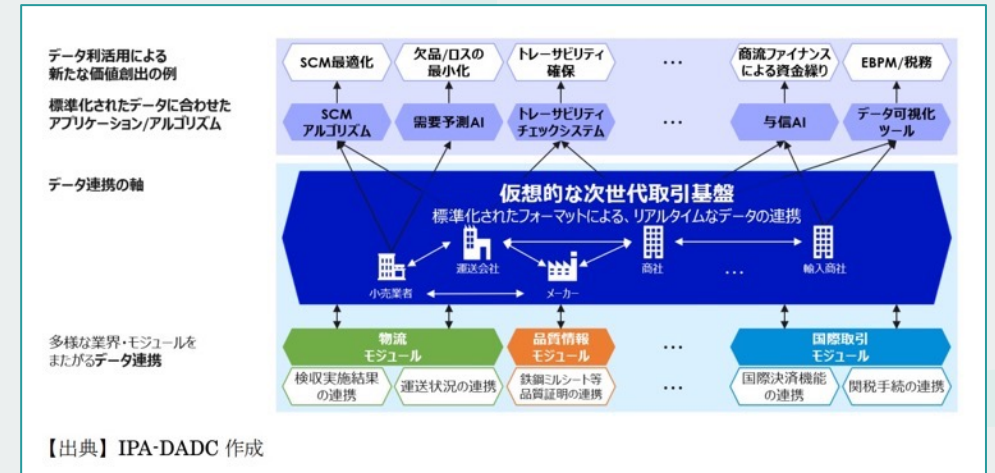 データ利活用による
新たな価値創出の例
SCM最適化
欠品/ロスの
最小化
トレーサビリティ
確保
…
商流ファイナンス
による資金繰り
EBPM/税務
標準化されたデータに合わせた
アプリケーション/アルゴリズム
SCM
アルゴリズム
需要予測AI
トレーサビリティ
チェックシステム
…
与信AI
データ可視化
ツール
データ連携の軸
仮想的な次世代取引基盤
標準化されたフォーマットによる、リアルタイムなデータの連携
小売業者
運送会社
メーカー
商社
…
輸入商社
多様な業界・モジュールを
またがるデータ連携
物流
モジュール
品質情報
モジュール
…
国際取引
モジュール
検収実施結果
の連携
運送状況の連携
鉄鋼ミルシート等
品質証明の連携
…
国際決済機能
の連携
関税手続の連携
【出典】IPA-DADC 作成